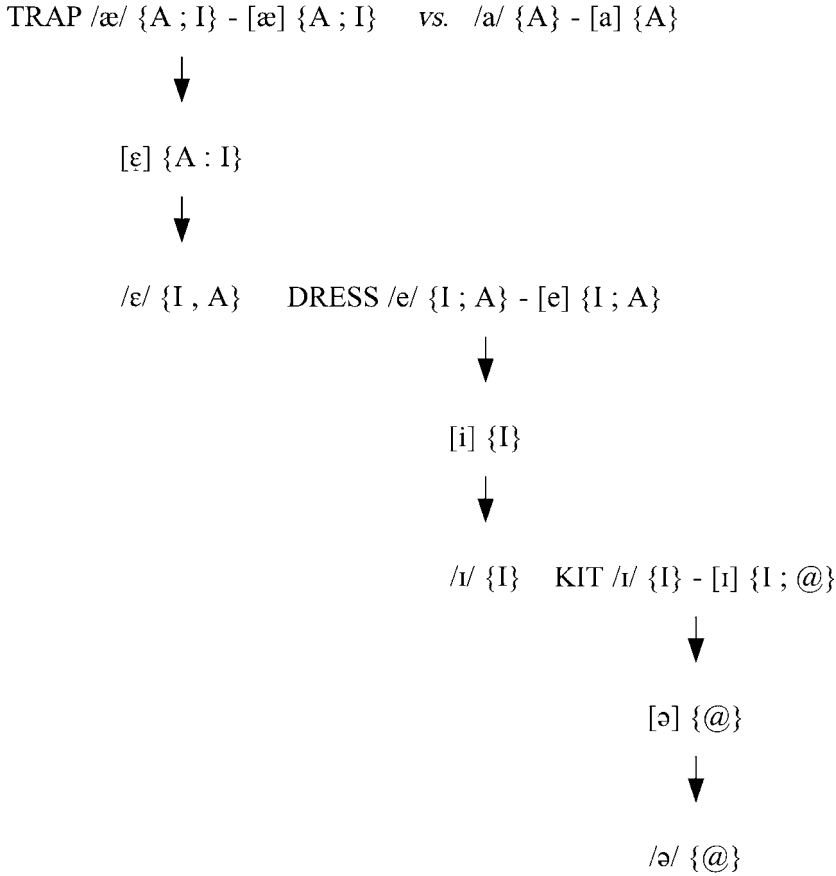 TRAP /æ/ {A ; I} - [æ] {A ; I} vs. /a/ {A} - [a] {A}
[ɛ̞] {A : I}
/ɛ/ {I , A} DRESS /e/ {I ; A} - [e] {I ; A}
[i] {I}
/ɪ/ {I} KIT /ɪ/ {I} - [ɪ] {I ; @}
[ə] {@}
/ə/ {@}